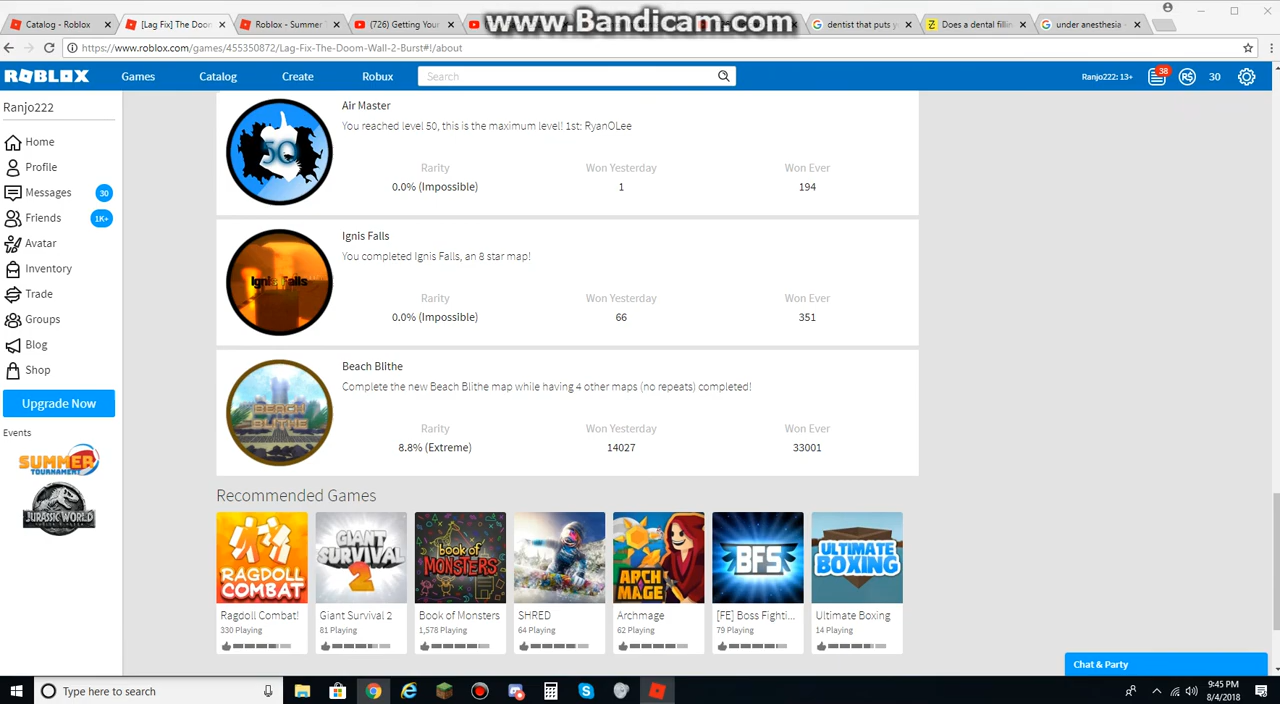 www.Bandicam.com
Catalog - Roblox
[Lag Fix] The Doom
Roblox - Summer
(726) Getting Your
dentist that puts
Does a dental fillin
under anesthesia -
https://www.roblox.com/games/455350872/Lag-Fix-The-Doom-Wall-2-Burst#!/about
ROBLOX
Games
Catalog
Create
Robux
Search
Ranjo222: 13+
38
R$
30
Ranjo222
Home
Profile
Messages
30
Friends
1K+
Avatar
Inventory
Trade
Groups
Blog
Shop
Upgrade Now
Events
SUMMER
TOURNAMENT
JURASSIC WORLD
50
Air Master
You reached level 50, this is the maximum level! 1st: RyanOLee
Rarity
Won Yesterday
Won Ever
0.0% (Impossible)
1
194
Ignis Falls
Ignis Falls
You completed Ignis Falls, an 8 star map!
Rarity
Won Yesterday
Won Ever
0.0% (Impossible)
66
351
BEACH
BLITHE
Beach Blithe
Complete the new Beach Blithe map while having 4 other maps (no repeats) completed!
Rarity
Won Yesterday
Won Ever
8.8% (Extreme)
14027
33001
Recommended Games
RAGDOLL
COMBAT
GIANT
SURVIVAL
2
BOOK OF
MONSTERS
ARCH
MAGE
BFS
ULTIMATE
BOXING
Ragdoll Combat!
330 Playing
Giant Survival 2
81 Playing
Book of Monsters
1,578 Playing
SHRED
64 Playing
Archmage
62 Playing
[FE] Boss Fighti...
79 Playing
Ultimate Boxing
14 Playing
Chat & Party
Type here to search
9:45 PM
8/4/2018